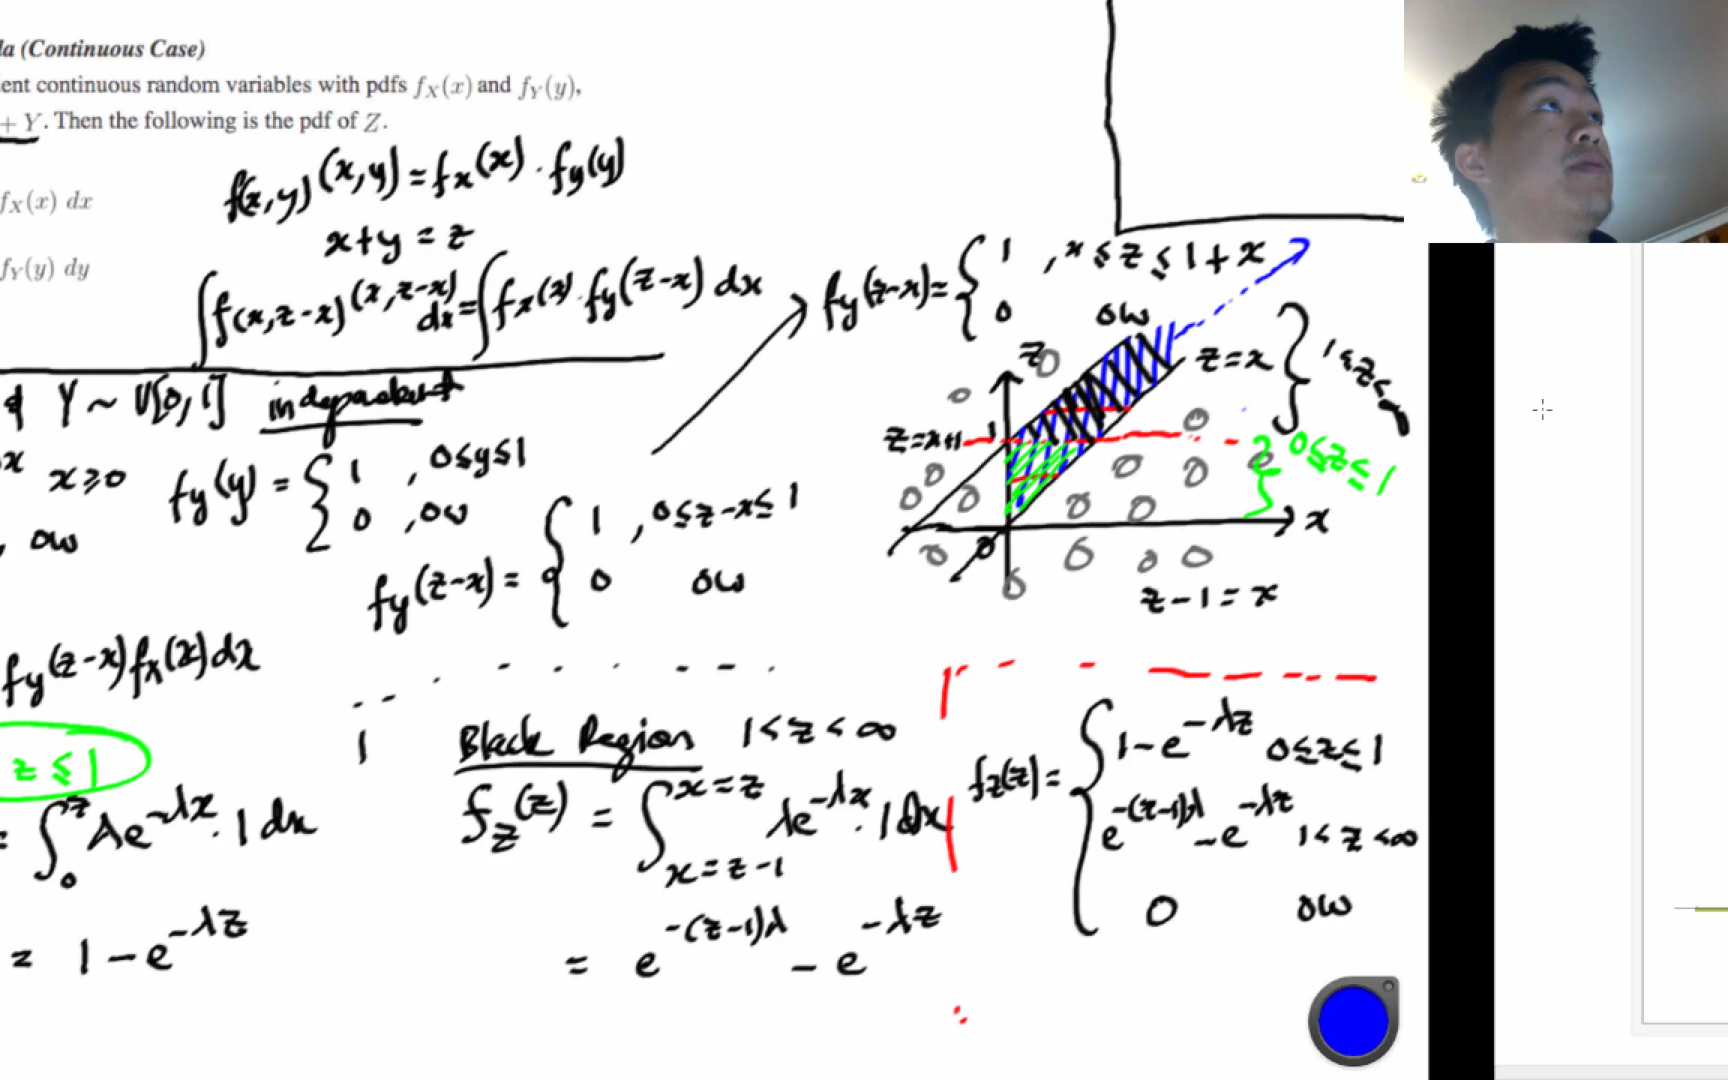 la (Continuous Case)
ent continuous random variables with pdfs f_X(x) and f_Y(y),
+ Y. Then the following is the pdf of Z.
f(x,y)(x,y) = fx(x) · fy(y)
f_X(x) dx
x+y = z
f_Y(y) dy
∫f(x,z-x)(x,z-x) dx = ∫fx(x) · fy(z-x) dx
fy(z-x) = { 1 , x ≤ z ≤ 1+x
0 ow
z
z=x
z=x+1
1
0 ≤ z ≤ 1
0
x
z-1 = x
Y ~ U[0,1] independent
x x ≥ 0
, ow
fy(y) = { 1 , 0≤y≤1
0 , ow
fy(z-x) = { 1 , 0≤z-x≤1
0 ow
fy(z-x)fx(x)dx
z ≤ 1
= ∫₀ᶻ λe^-λx · 1 dx
= 1 - e^-λz
Black Region 1<z<∞
f_Z(z) = ∫_{x=z-1}^{x=z} λe^-λx · 1dx
= e^-(z-1)λ - e^-λz
fz(z) = { 1-e^-λz 0≤z≤1
e^-(z-1)λ - e^-λz 1<z<∞
0 ow